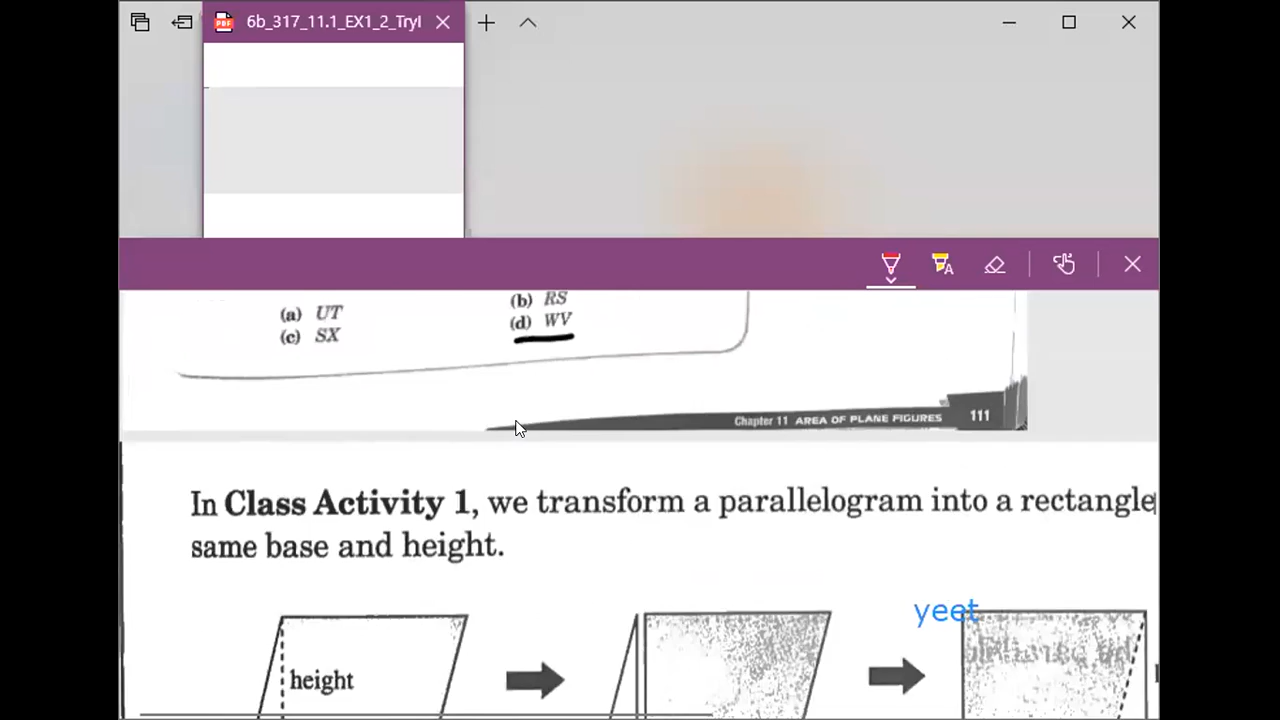 6b_317_11.1_EX1_2_TryI
(a) UT
(b) RS
(c) SX
(d) WV
Chapter 11 AREA OF PLANE FIGURES 111
In Class Activity 1, we transform a parallelogram into a rectangle
same base and height.
yeet
height